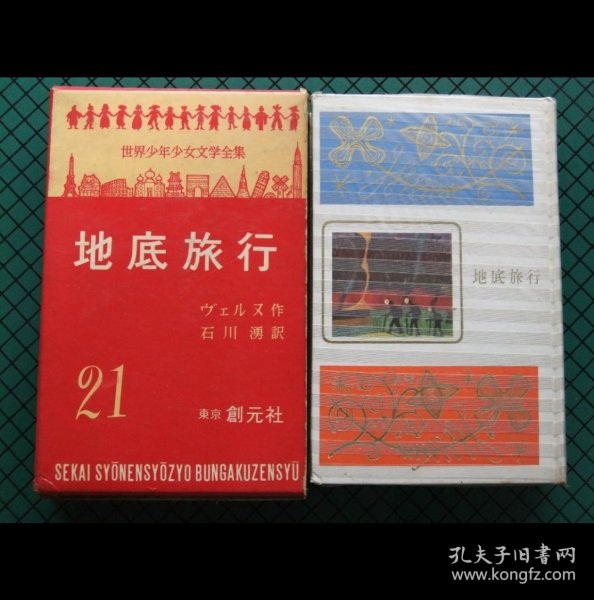 世界少年少女文学全集
地底旅行
ヴェルヌ作
石川 湧訳
21
東京 創元社
SEKAI SYŌNENSYŌZYO BUNGAKUZENSYŪ
地底旅行
孔夫子旧书网
www.kongfz.com